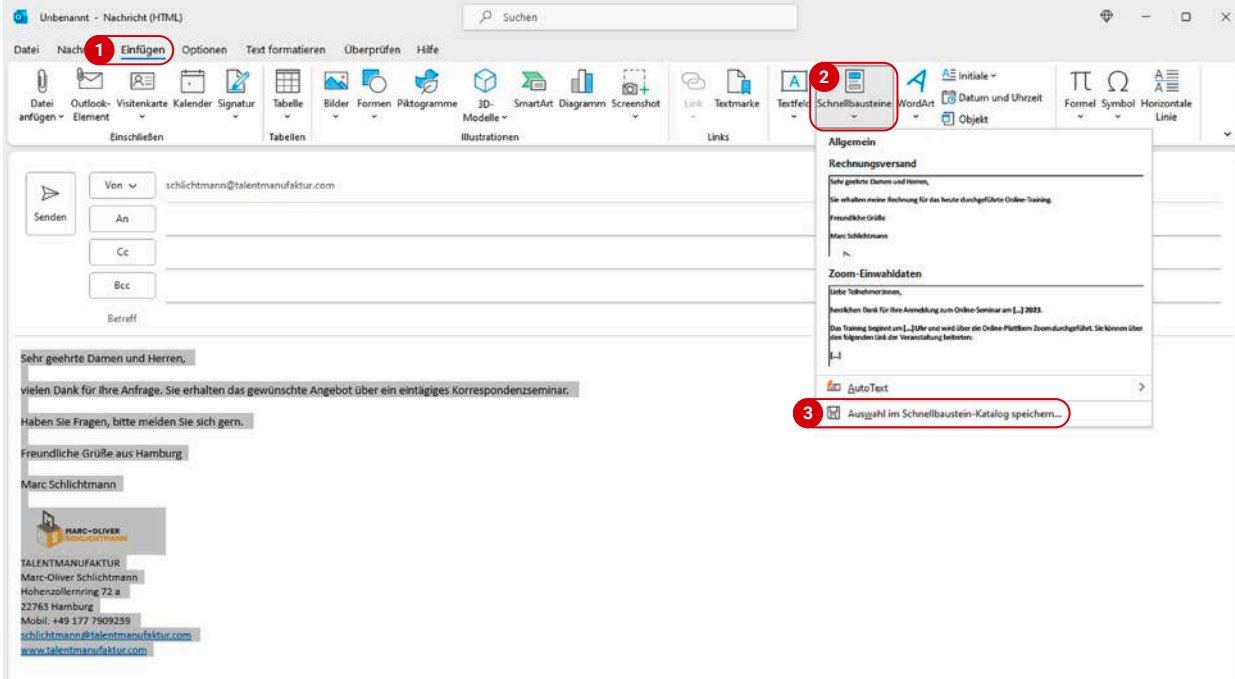 Unbenannt - Nachricht (HTML)
Suchen
Datei Nach 1 Einfügen Optionen Text formatieren Überprüfen Hilfe
2
Datei anfügen
Outlook-Element
Visitenkarte Kalender Signatur
Tabelle
Bilder Formen Piktogramme
3D-Modelle
SmartArt Diagramm Screenshot
Link Textmarke
Textfeld Schnellbausteine WordArt
Initiale
Datum und Uhrzeit
Objekt
Formel Symbol Horizontale Linie
Einschließen Tabellen Illustrationen Links
Senden
Von schlichtmann@talentmanufaktur.com
An
Cc
Bcc
Betreff
Sehr geehrte Damen und Herren,
vielen Dank für Ihre Anfrage. Sie erhalten das gewünschte Angebot über ein eintägiges Korrespondenzseminar.
Haben Sie Fragen, bitte melden Sie sich gern.
Freundliche Grüße aus Hamburg
Marc Schlichtmann
MARC-OLIVER
SCHLICHTMANN
TALENTMANUFAKTUR
Marc-Oliver Schlichtmann
Hohenzollernring 72 a
22763 Hamburg
Mobil: +49 177 7909239
schlichtmann@talentmanufaktur.com
www.talentmanufaktur.com
Allgemein
Rechnungsversand
Sehr geehrte Damen und Herren,
Sie erhalten meine Rechnung für das heute durchgeführte Online-Training.
Freundliche Grüße
Marc Schlichtmann
Zoom-Einwahldaten
Liebe Teilnehmer:innen,
herzlichen Dank für Ihre Anmeldung zum Online-Seminar am [...] 2023.
Das Training beginnt um [...] Uhr und wird über die Online-Plattform Zoom durchgeführt. Sie können über
den folgenden Link der Veranstaltung beitreten:
[...]
AutoText
3 Auswahl im Schnellbaustein-Katalog speichern...